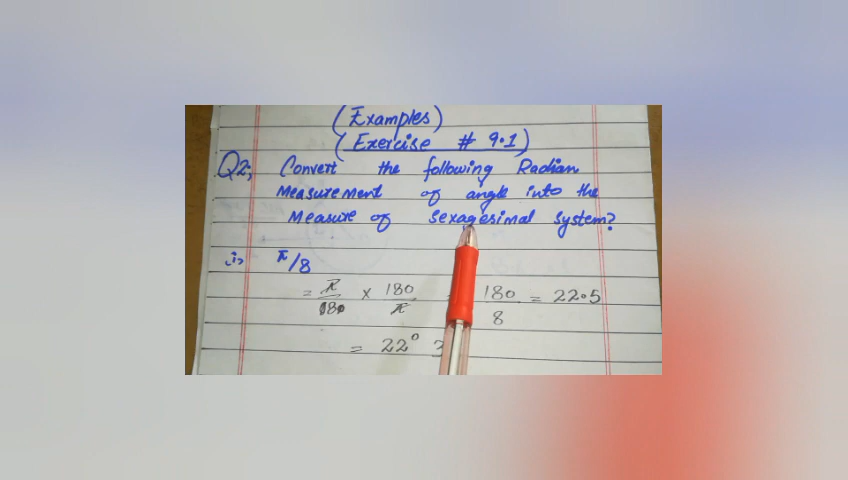 (Examples)
(Exercise # 9.1)
Q2; Convert the following Radian
Measurement of angle into the
Measure of sexagesimal system?
(i) π/8
= π/ × 180/π 180/8 = 22.5
= 22° 3